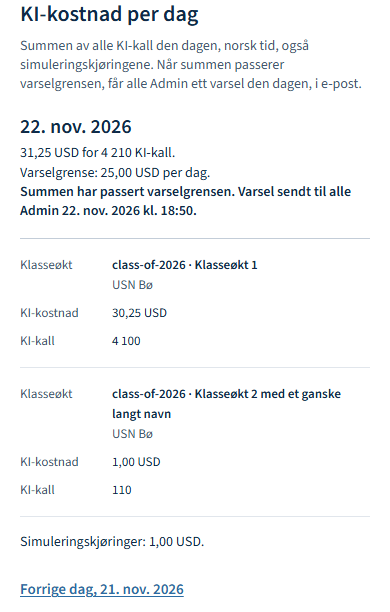 KI-kostnad per dag
Summen av alle KI-kall den dagen, norsk tid, også
simuleringskjøringene. Når summen passerer
varselgrensen, får alle Admin ett varsel den dagen, i e-post.
22. nov. 2026
31,25 USD for 4 210 KI-kall.
Varselgrense: 25,00 USD per dag.
Summen har passert varselgrensen. Varsel sendt til alle
Admin 22. nov. 2026 kl. 18:50.
Klasseøkt class-of-2026 · Klasseøkt 1
USN Bø
KI-kostnad 30,25 USD
KI-kall 4 100
Klasseøkt class-of-2026 · Klasseøkt 2 med et ganske
langt navn
USN Bø
KI-kostnad 1,00 USD
KI-kall 110
Simuleringskjøringer: 1,00 USD.
Forrige dag, 21. nov. 2026